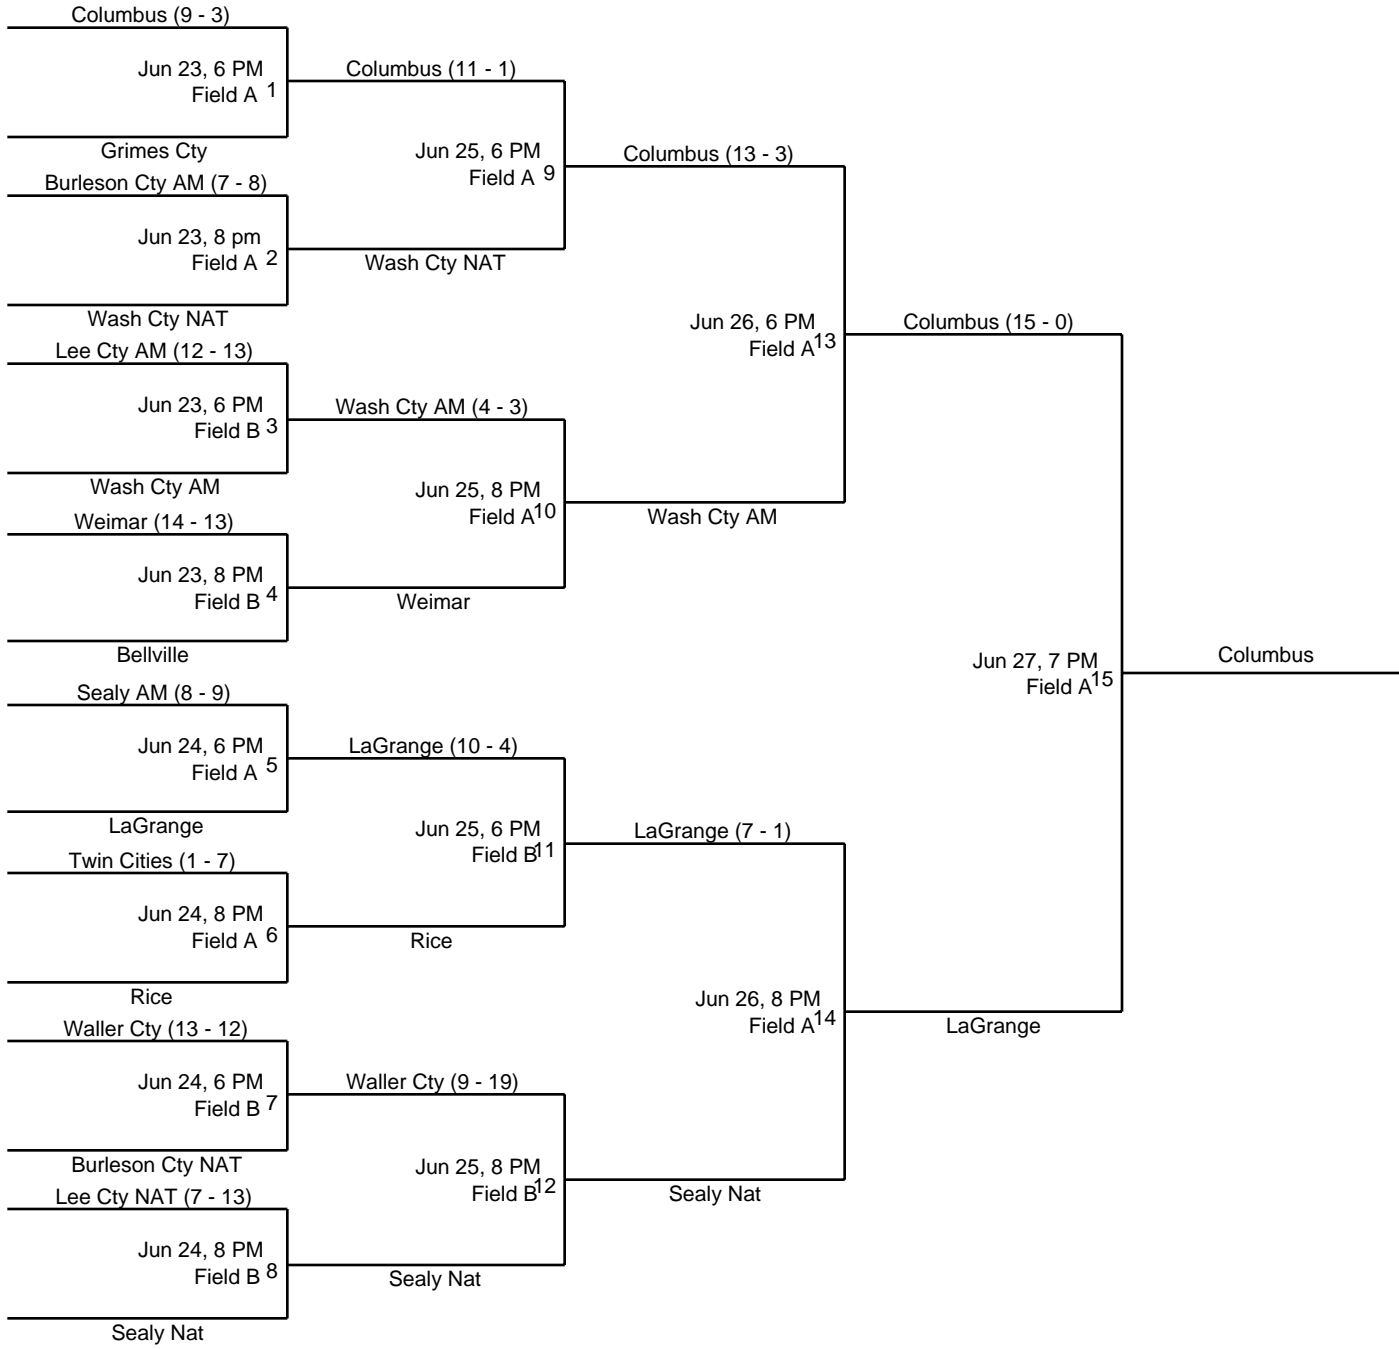 Columbus (9 - 3)
Jun 23, 6 PM
Field A 1
Grimes Cty
Burleson Cty AM (7 - 8)
Jun 23, 8 pm
Field A 2
Wash Cty NAT
Lee Cty AM (12 - 13)
Jun 23, 6 PM
Field B 3
Wash Cty AM
Weimar (14 - 13)
Jun 23, 8 PM
Field B 4
Bellville
Sealy AM (8 - 9)
Jun 24, 6 PM
Field A 5
LaGrange
Twin Cities (1 - 7)
Jun 24, 8 PM
Field A 6
Rice
Waller Cty (13 - 12)
Jun 24, 6 PM
Field B 7
Burleson Cty NAT
Lee Cty NAT (7 - 13)
Jun 24, 8 PM
Field B 8
Sealy Nat
Columbus (11 - 1)
Jun 25, 6 PM
Field A 9
Wash Cty NAT
Wash Cty AM (4 - 3)
Jun 25, 8 PM
Field A 10
Weimar
LaGrange (10 - 4)
Jun 25, 6 PM
Field B 11
Rice
Waller Cty (9 - 19)
Jun 25, 8 PM
Field B 12
Sealy Nat
Columbus (13 - 3)
Jun 26, 6 PM
Field A 13
Wash Cty AM
LaGrange (7 - 1)
Jun 26, 8 PM
Field A 14
Sealy Nat
Columbus (15 - 0)
Jun 27, 7 PM
Field A 15
LaGrange
Columbus